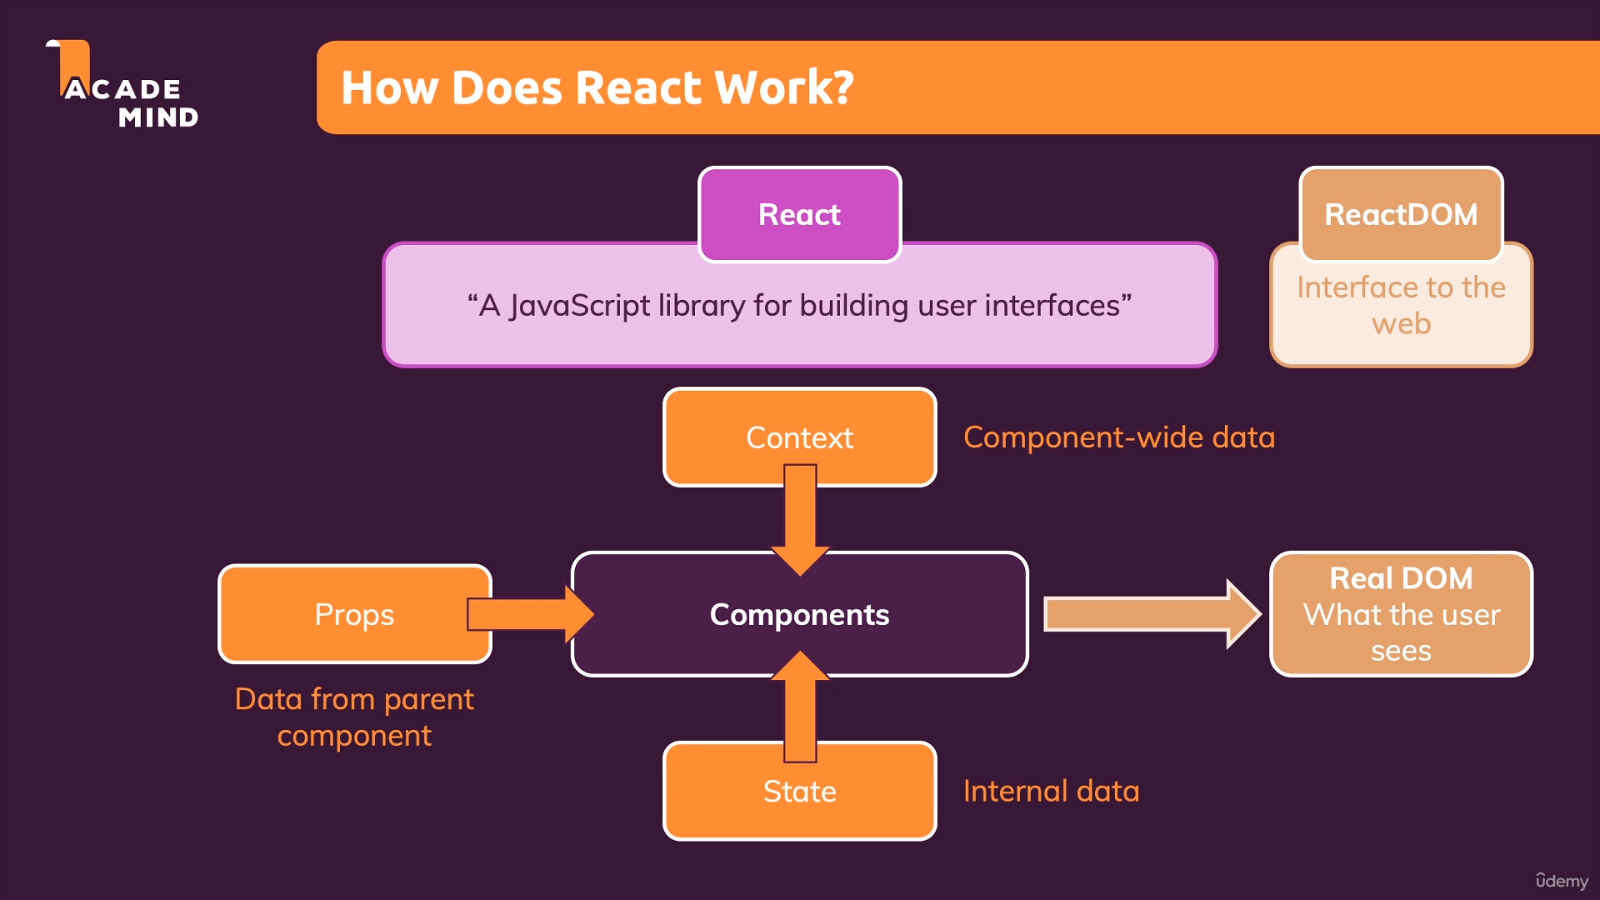 ACADE
MIND
How Does React Work?
React
ReactDOM
“A JavaScript library for building user interfaces”
Interface to the
web
Context
Component-wide data
Props
Components
Real DOM
What the user
sees
Data from parent
component
State
Internal data
ûdemy